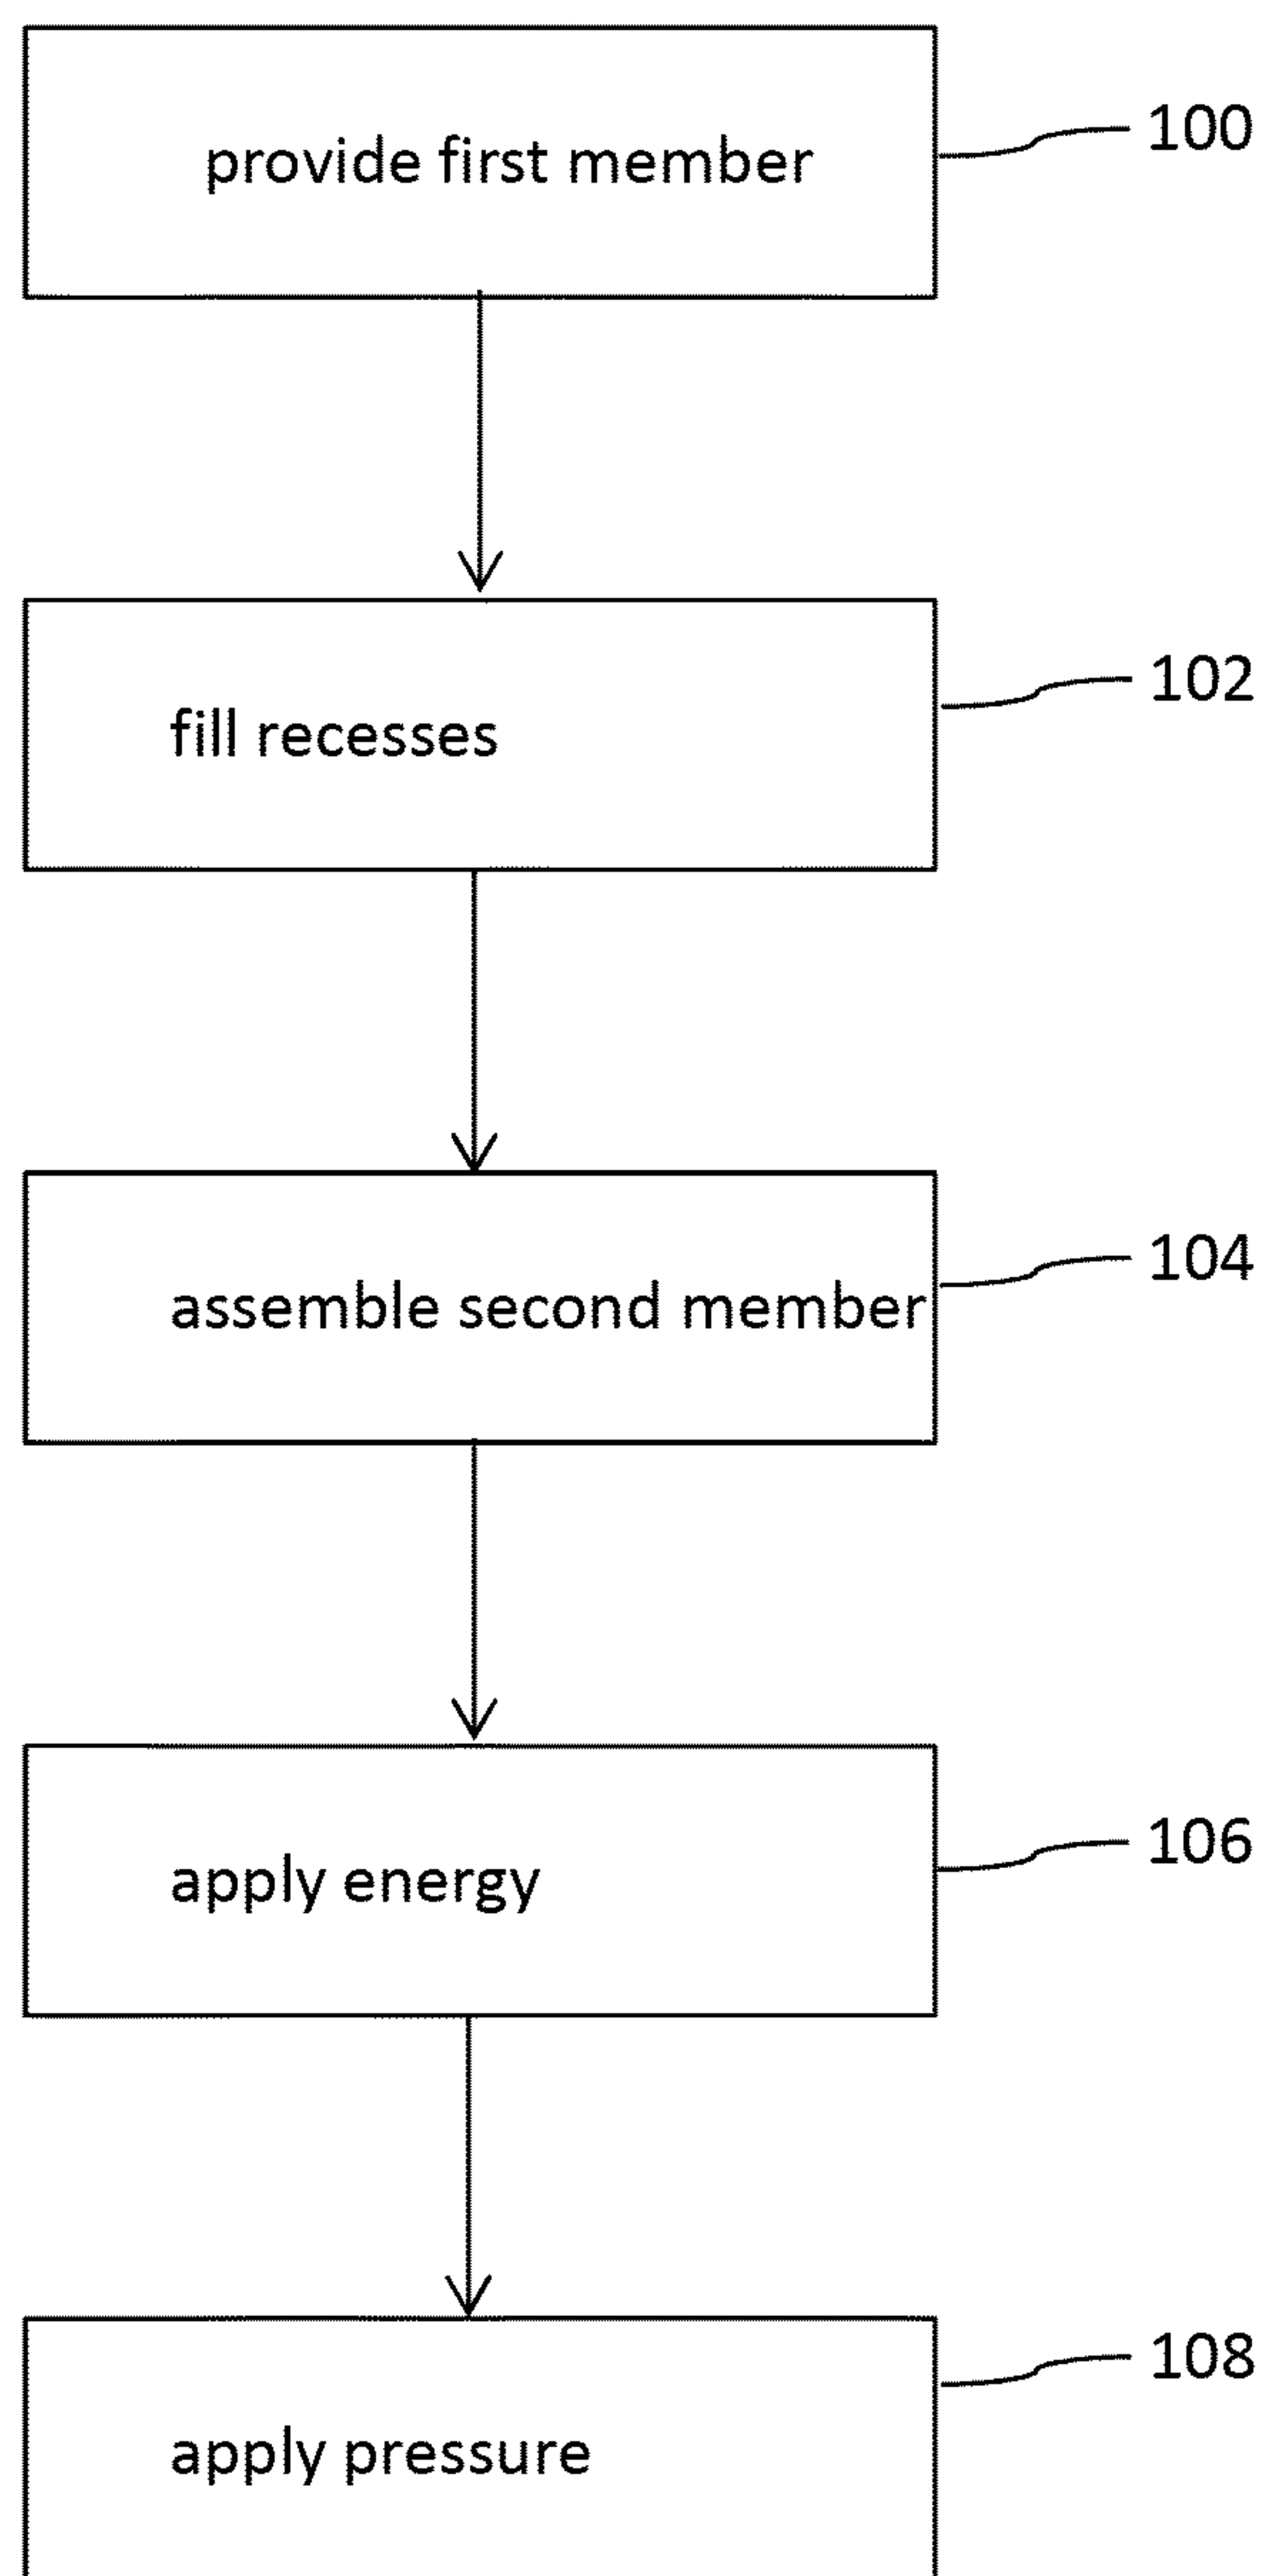 provide first member
100
fill recesses
102
assemble second member
104
apply energy
106
apply pressure
108